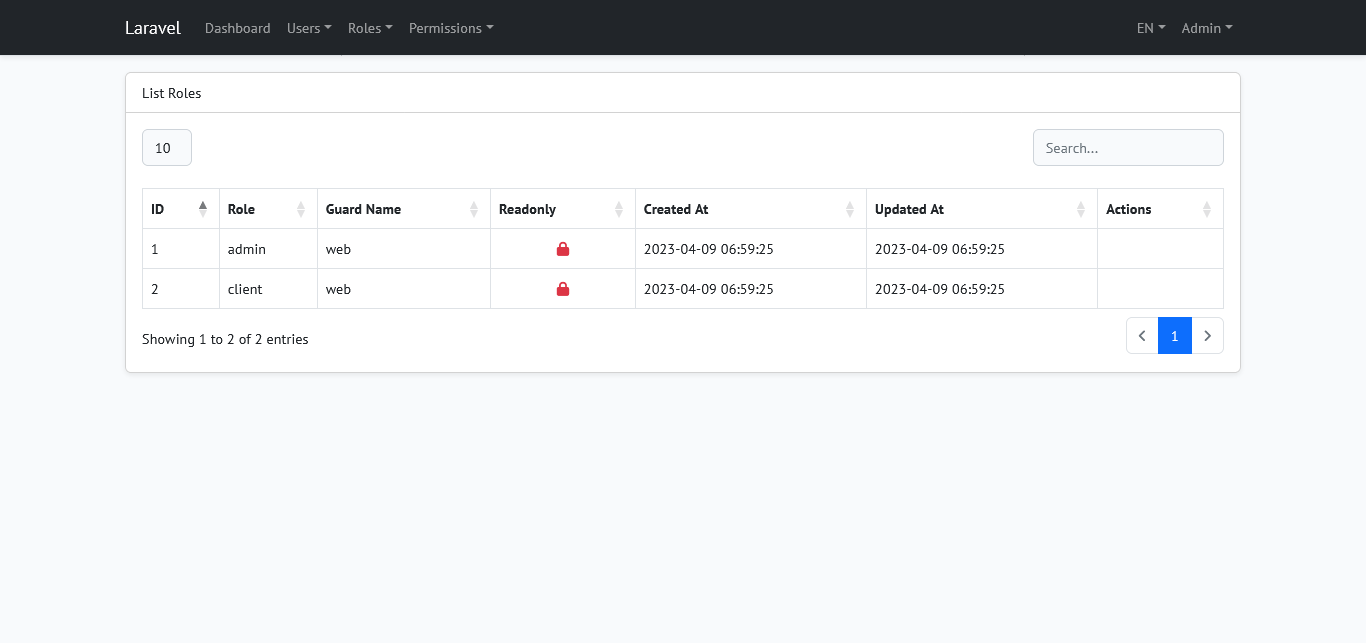 Laravel Dashboard Users Roles Permissions EN Admin
List Roles
10 Search...
ID Role Guard Name Readonly Created At Updated At Actions
1 admin web 2023-04-09 06:59:25 2023-04-09 06:59:25
2 client web 2023-04-09 06:59:25 2023-04-09 06:59:25
Showing 1 to 2 of 2 entries 1